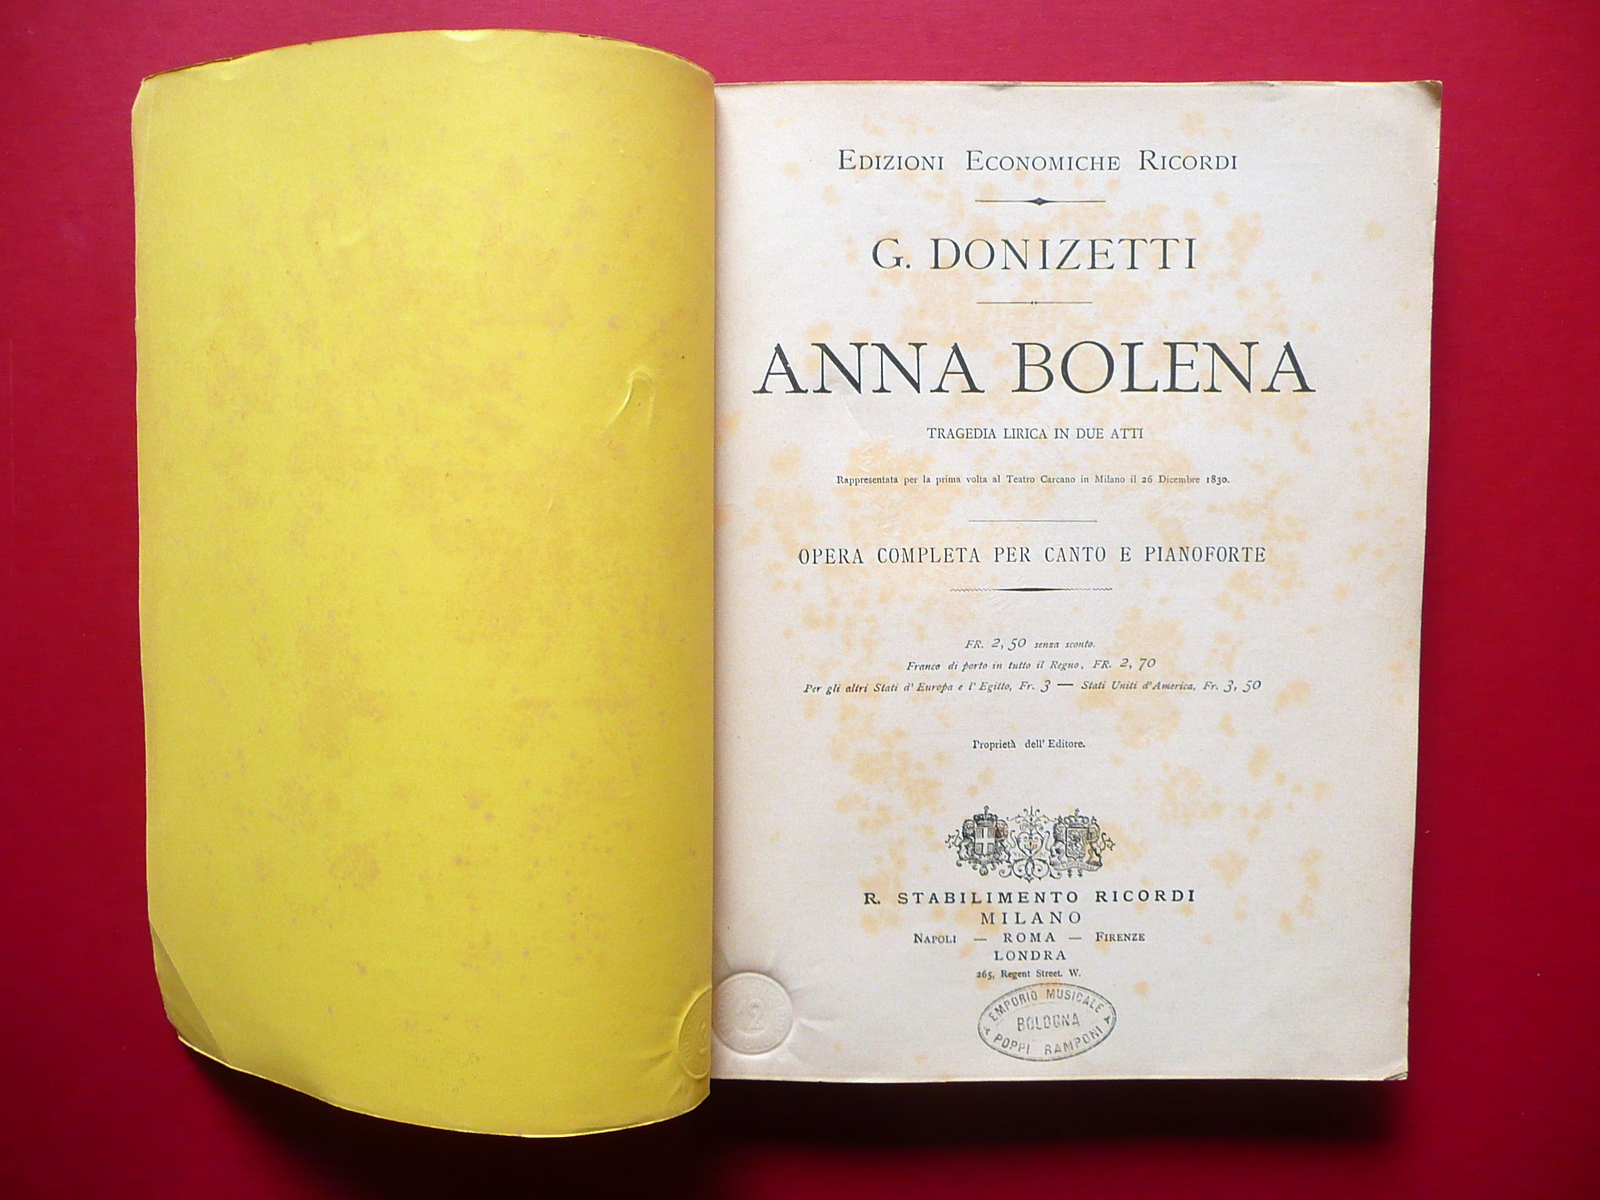 EDIZIONI ECONOMICHE RICORDI
G. DONIZETTI
ANNA BOLENA
TRAGEDIA LIRICA IN DUE ATTI
Rappresentata per la prima volta al Teatro Carcano in Milano il 26 Dicembre 1830.
OPERA COMPLETA PER CANTO E PIANOFORTE
FR. 2,50 senza sconto.
Franco di porto in tutto il Regno, FR. 2,70
Per gli altri Stati d'Europa e l'Egitto, Fr. 3 — Stati Uniti d'America, Fr. 3,50
Proprietà dell'Editore.
R. STABILIMENTO RICORDI
MILANO
NAPOLI — ROMA — FIRENZE
LONDRA
265, Regent Street. W.
EMPORIO MUSICALE
BOLOGNA
POPPI RAMPONI
2